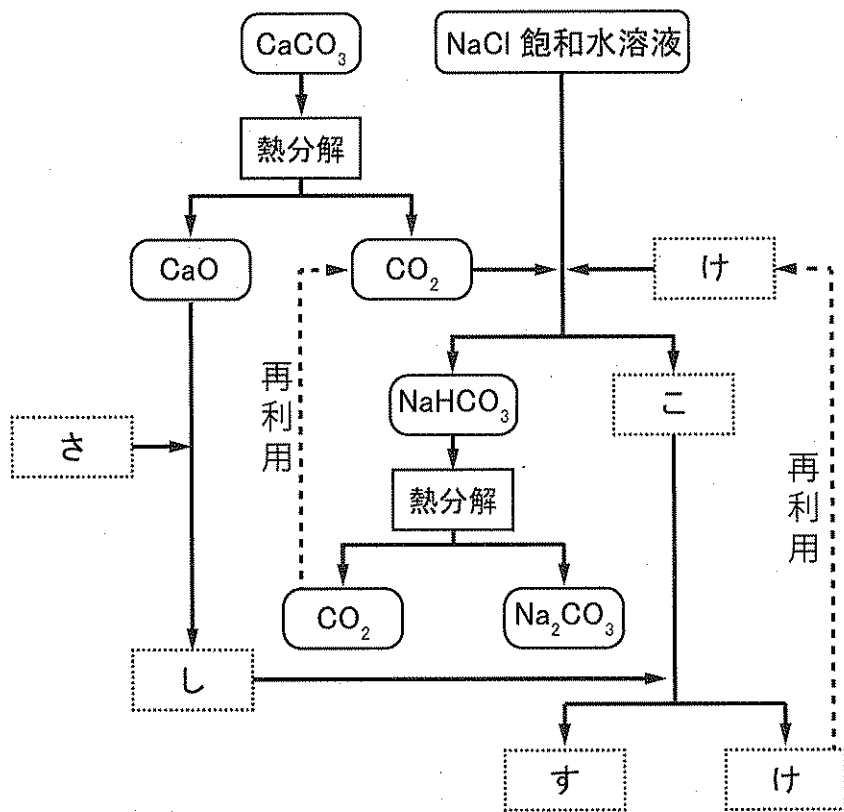 CaCO₃
NaCl 飽和水溶液
熱分解
CaO
CO₂
け
再利用
NaHCO₃
こ
さ
熱分解
再利用
CO₂
Na₂CO₃
し
す
け